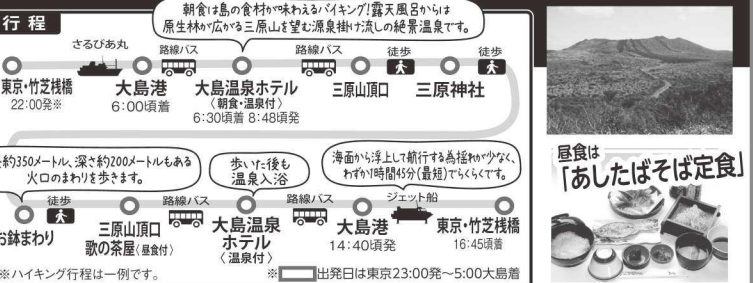 行程
朝食は島の食材が味わえるバイキング!露天風呂からは
原生林が広がる三原山を望む源泉掛け流しの絶景温泉です。
さるびあ丸
路線バス
路線バス
徒歩
徒歩
東京・竹芝桟橋
22:00発※
大島港
6:00頃着
大島温泉ホテル
〈朝食・温泉付〉
6:30頃着 8:48頃発
三原山頂口
三原神社
約350メートル、深さ約200メートルもある
火口のまわりを歩きます。
歩いた後も
温泉入浴
海面から浮上して航行する為揺れが少なく、
わずか1時間45分(最短)でらくらくです。
徒歩
路線バス
路線バス
ジェット船
お鉢まわり
三原山頂口
歌の茶屋〈昼食付〉
大島温泉
ホテル
〈温泉付〉
大島港
14:40頃発
東京・竹芝桟橋
16:45頃着
※ハイキング行程は一例です。
※出発日は東京23:00発～5:00大島着
昼食は
「あしたばそば定食」